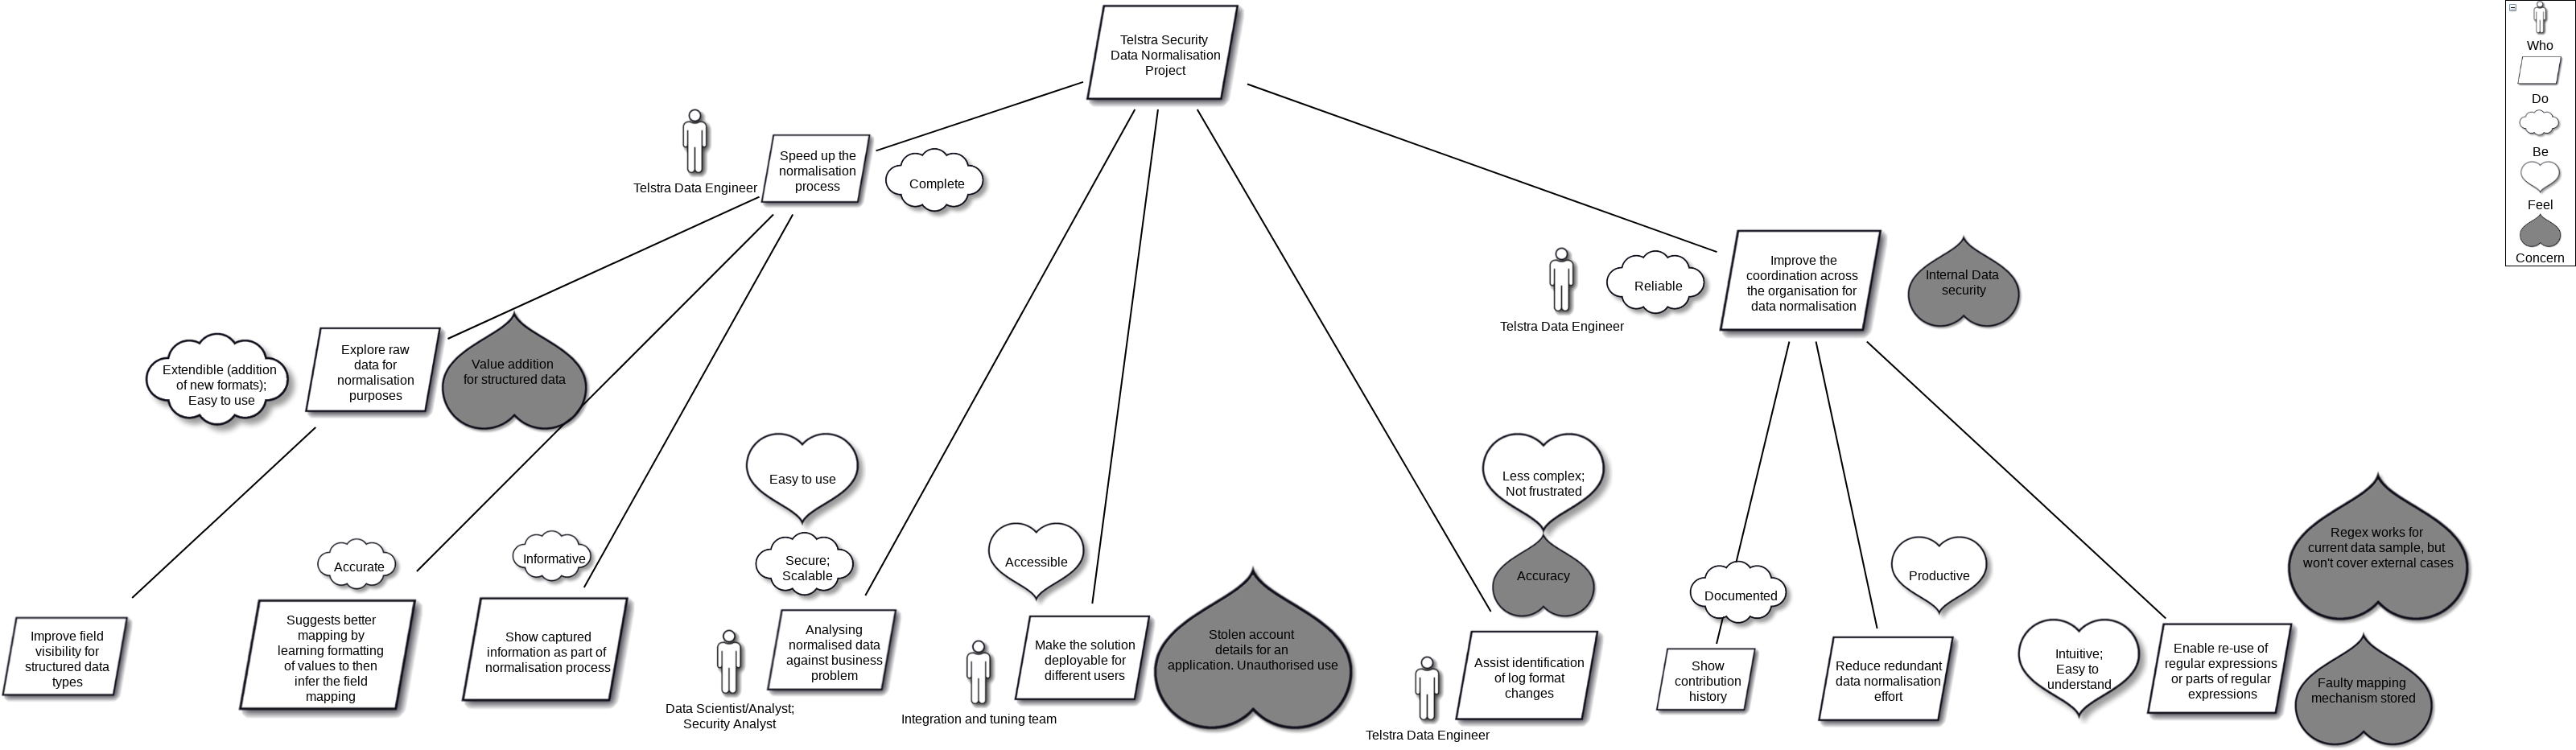 Telstra Security
Data Normalisation
Project
Who
Do
Be
Feel
Concern
Telstra Data Engineer
Speed up the
normalisation
process
Complete
Telstra Data Engineer
Reliable
Improve the
coordination across
the organisation for
data normalisation
Internal Data
security
Extendible (addition
of new formats);
Easy to use
Explore raw
data for
normalisation
purposes
Value addition
for structured data
Improve field
visibility for
structured data
types
Accurate
Suggests better
mapping by
learning formatting
of values to then
infer the field
mapping
Informative
Show captured
information as part of
normalisation process
Easy to use
Secure;
Scalable
Data Scientist/Analyst;
Security Analyst
Analysing
normalised data
against business
problem
Accessible
Integration and tuning team
Make the solution
deployable for
different users
Stolen account
details for an
application. Unauthorised use
Less complex;
Not frustrated
Accuracy
Telstra Data Engineer
Assist identification
of log format
changes
Documented
Show
contribution
history
Productive
Reduce redundant
data normalisation
effort
Intuitive;
Easy to
understand
Enable re-use of
regular expressions
or parts of regular
expressions
Regex works for
current data sample, but
won't cover external cases
Faulty mapping
mechanism stored